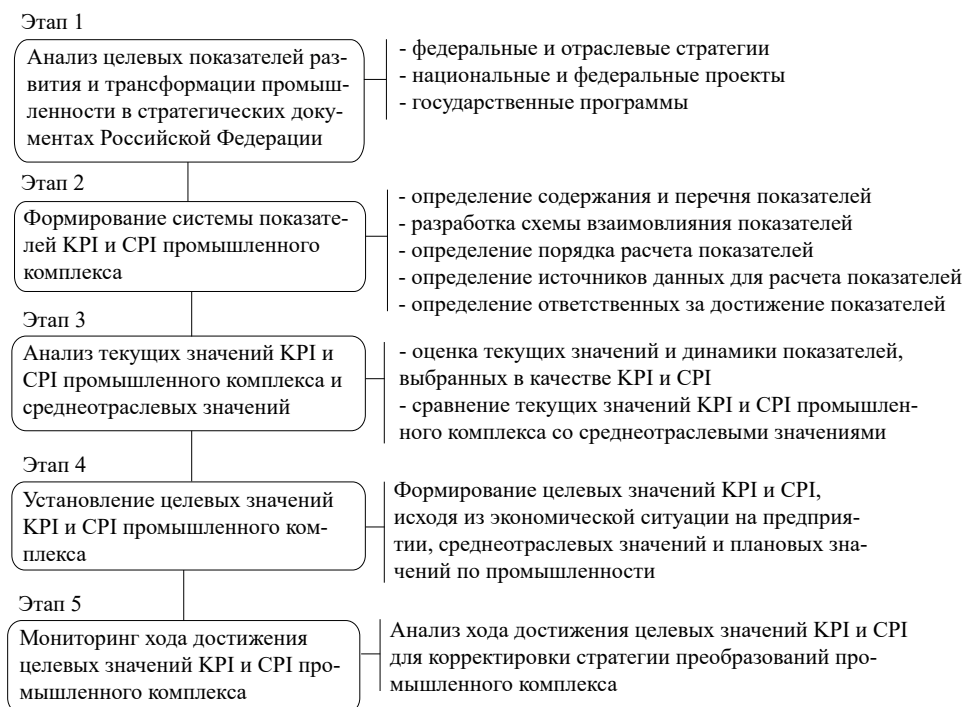 Этап 1
Анализ целевых показателей раз-
вития и трансформации промыш-
ленности в стратегических доку-
ментах Российской Федерации
- федеральные и отраслевые стратегии
- национальные и федеральные проекты
- государственные программы
Этап 2
Формирование системы показате-
лей KPI и CPI промышленного
комплекса
- определение содержания и перечня показателей
- разработка схемы взаимовлияния показателей
- определение порядка расчета показателей
- определение источников данных для расчета показателей
- определение ответственных за достижение показателей
Этап 3
Анализ текущих значений KPI и
CPI промышленного комплекса и
среднеотраслевых значений
- оценка текущих значений и динамики показателей,
выбранных в качестве KPI и CPI
- сравнение текущих значений KPI и CPI промышлен-
ного комплекса со среднеотраслевыми значениями
Этап 4
Установление целевых значений
KPI и CPI промышленного ком-
плекса
Формирование целевых значений KPI и CPI,
исходя из экономической ситуации на предприя-
тии, среднеотраслевых значений и плановых зна-
чений по промышленности
Этап 5
Мониторинг хода достижения
целевых значений KPI и CPI про-
мышленного комплекса
Анализ хода достижения целевых значений KPI и CPI
для корректировки стратегии преобразований про-
мышленного комплекса